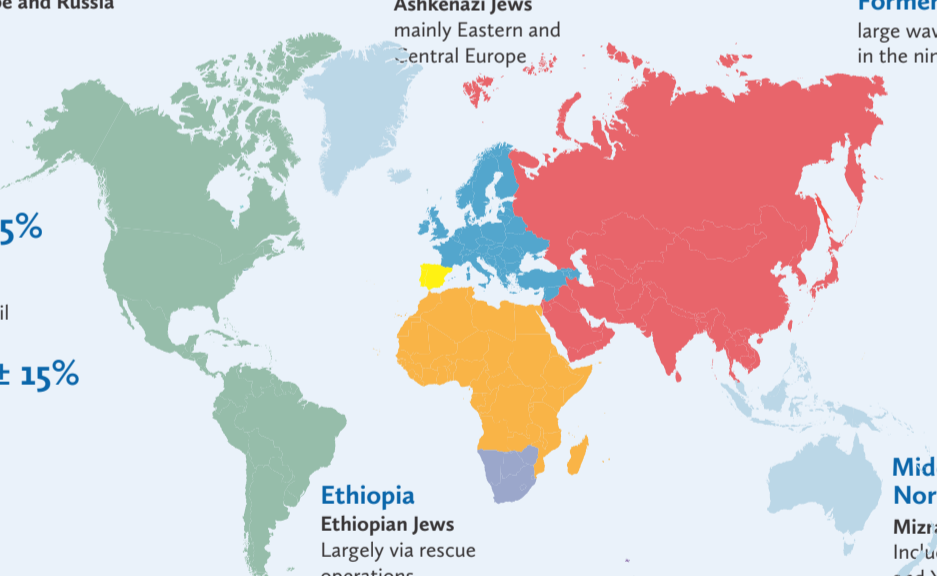 e and Russia
Ashkenazi Jews
mainly Eastern and
Central Europe
Former
large wav
in the nin
5%
il
± 15%
Ethiopia
Ethiopian Jews
Largely via rescue
operations
Mid
Nor
Mizra
Inclu